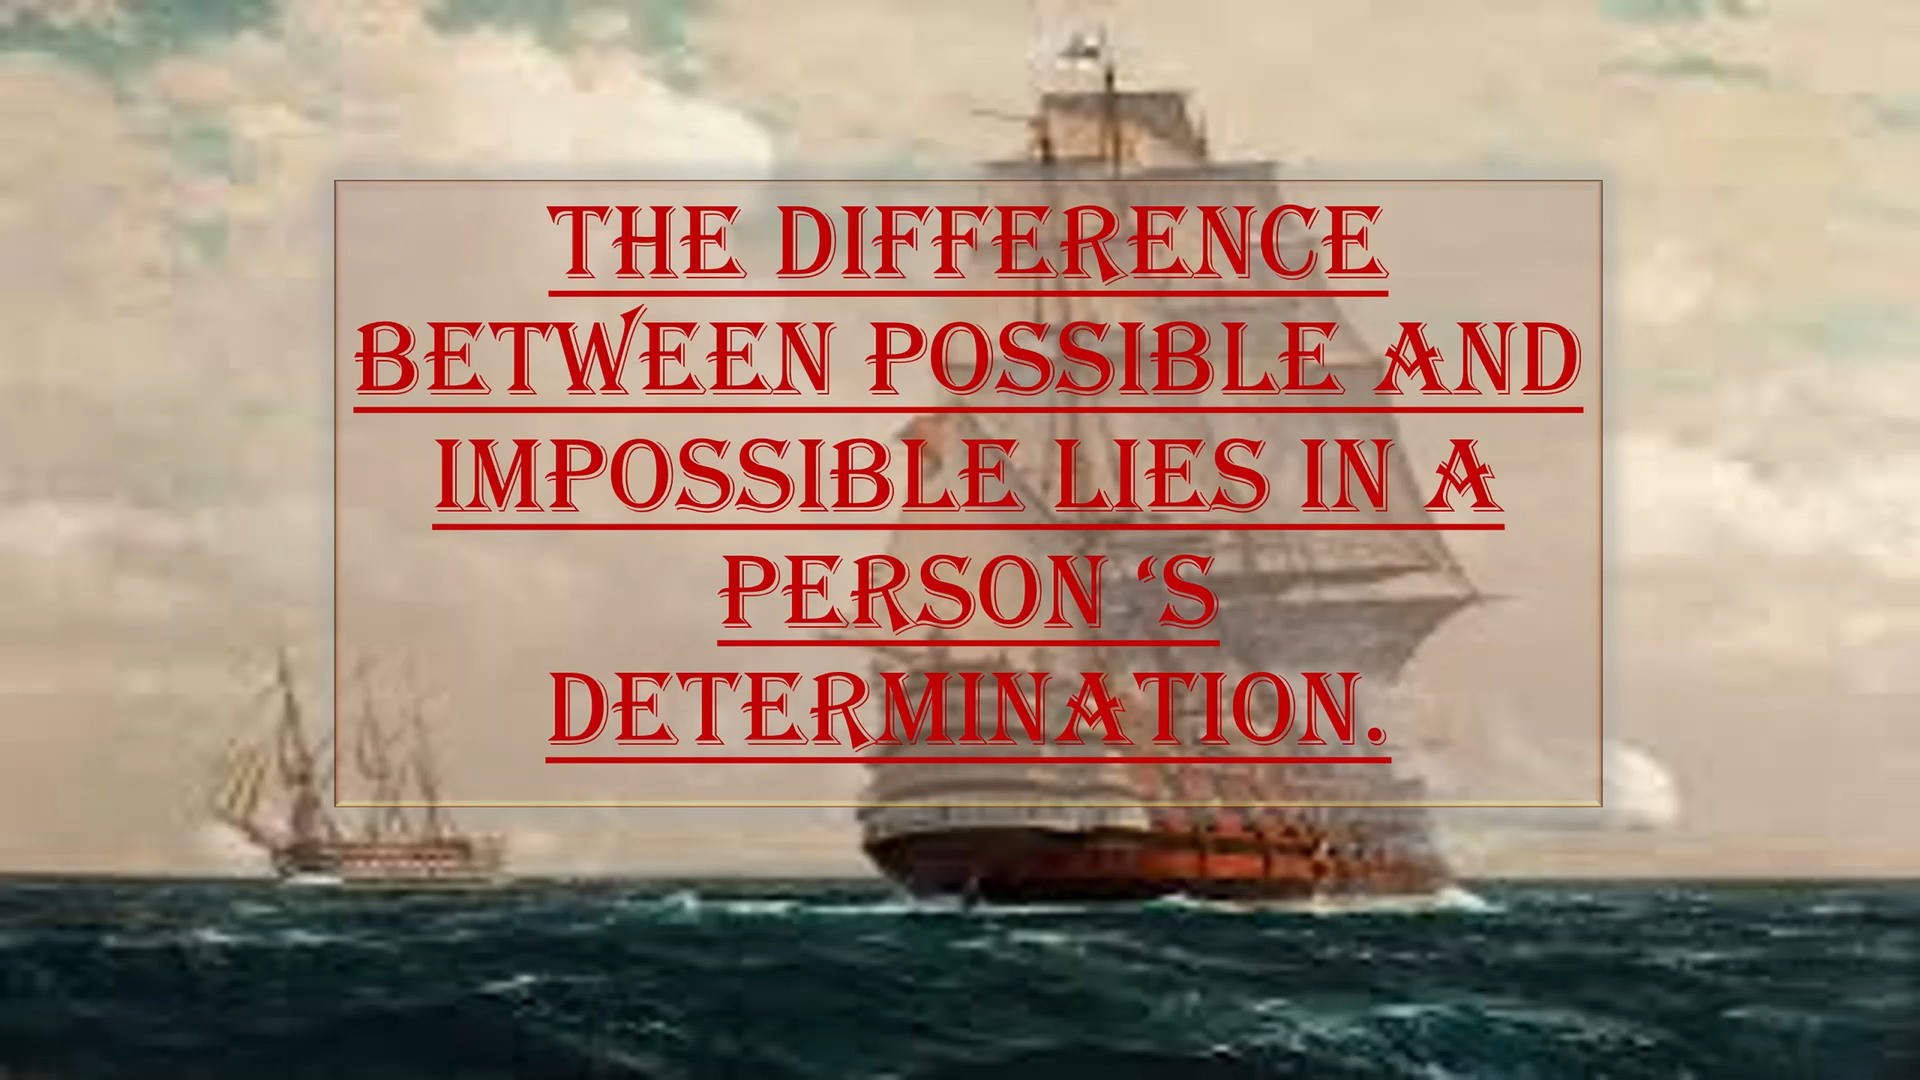 THE DIFFERENCE
BETWEEN POSSIBLE AND
IMPOSSIBLE LIES IN A
PERSON ‘S
DETERMINATION.